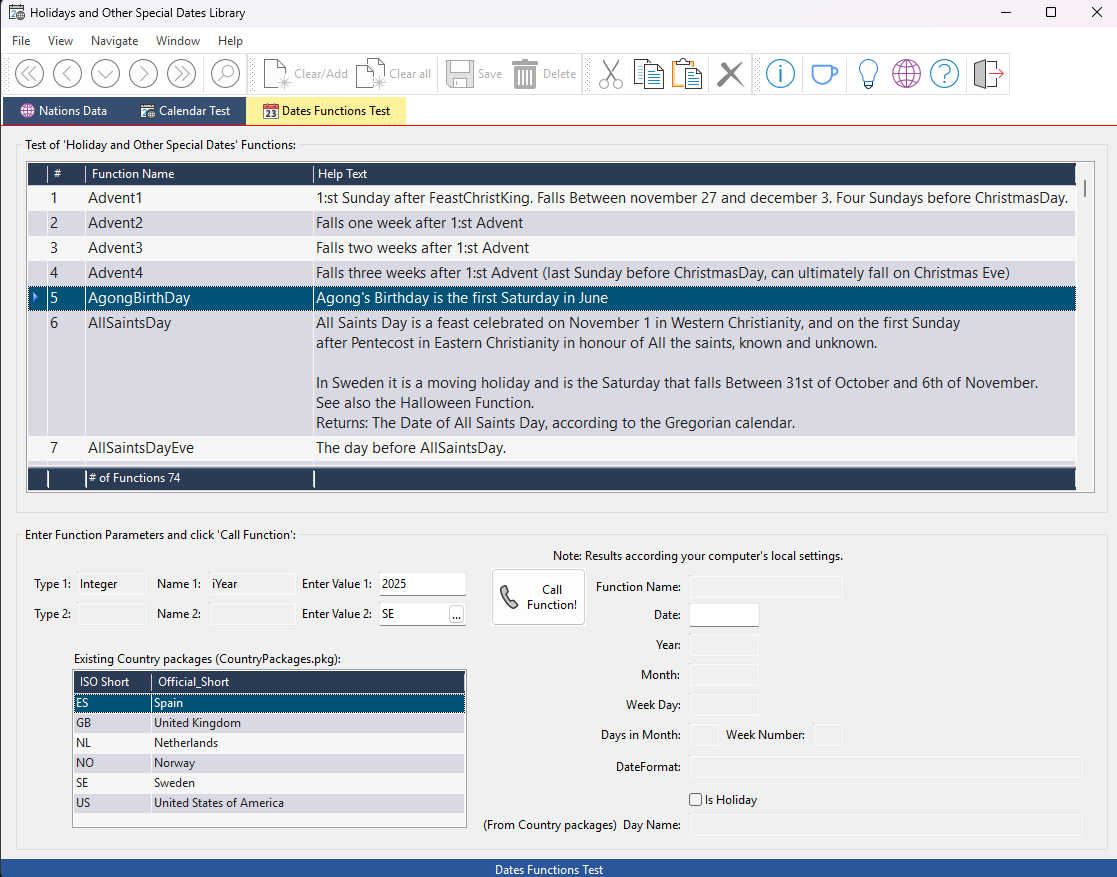 Holidays and Other Special Dates Library
File View Navigate Window Help
Clear/Add Clear all Save Delete
Nations Data Calendar Test 23 Dates Functions Test
Test of 'Holiday and Other Special Dates' Functions:
# Function Name Help Text
1 Advent1 1:st Sunday after FeastChristKing. Falls Between november 27 and december 3. Four Sundays before ChristmasDay.
2 Advent2 Falls one week after 1:st Advent
3 Advent3 Falls two weeks after 1:st Advent
4 Advent4 Falls three weeks after 1:st Advent (last Sunday before ChristmasDay, can ultimately fall on Christmas Eve)
5 AgongBirthDay Agong's Birthday is the first Saturday in June
6 AllSaintsDay All Saints Day is a feast celebrated on November 1 in Western Christianity, and on the first Sunday
after Pentecost in Eastern Christianity in honour of All the saints, known and unknown.
In Sweden it is a moving holiday and is the Saturday that falls Between 31st of October and 6th of November.
See also the Halloween Function.
Returns: The Date of All Saints Day, according to the Gregorian calendar.
7 AllSaintsDayEve The day before AllSaintsDay.
# of Functions 74
Enter Function Parameters and click 'Call Function':
Note: Results according your computer's local settings.
Type 1: Integer Name 1: iYear Enter Value 1: 2025
Type 2: Name 2: Enter Value 2: SE ...
Call
Function!
Function Name:
Date:
Year:
Month:
Week Day:
Days in Month: Week Number:
DateFormat:
Is Holiday
(From Country packages) Day Name:
Existing Country packages (CountryPackages.pkg):
ISO Short Official_Short
ES Spain
GB United Kingdom
NL Netherlands
NO Norway
SE Sweden
US United States of America
Dates Functions Test